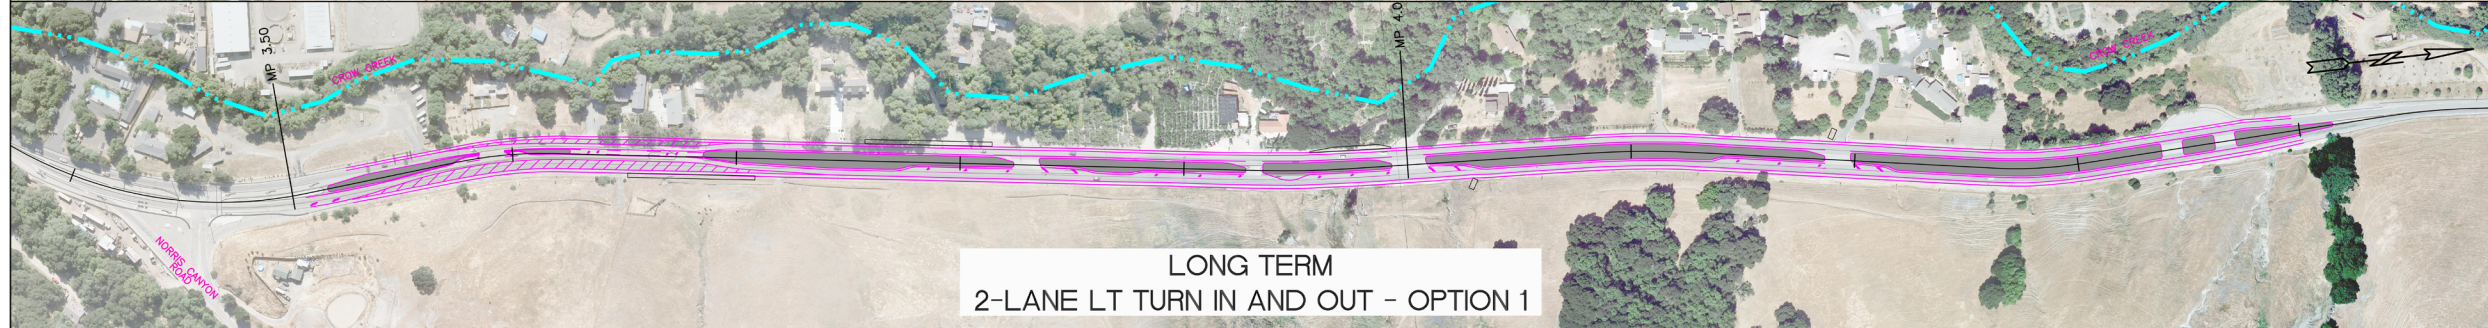 MP 3.50
CROW CREEK
MP 4.0
CROW CREEK
NORRIS CANYON
ROAD
LONG TERM
2-LANE LT TURN IN AND OUT - OPTION 1